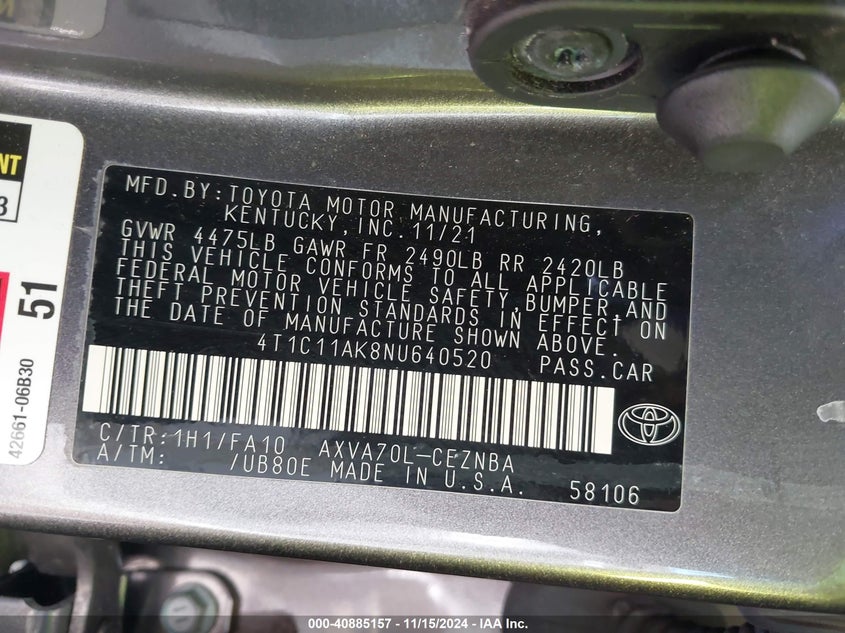 NT
3
51
42661-06B30
MFD.BY:TOYOTA MOTOR MANUFACTURING,
KENTUCKY,INC.11/21
GVWR 4475LB GAWR FR 2490LB RR 2420LB
THIS VEHICLE CONFORMS TO ALL APPLICABLE
FEDERAL MOTOR VEHICLE SAFETY,BUMPER,AND
THEFT PREVENTION STANDARDS IN EFFECT ON
THE DATE OF MANUFACTURE SHOWN ABOVE.
4T1C11AK8NU640520 PASS.CAR
C/TR:1H1/FA10 AXVA70L-CEZNBA
A/TM: /UB80E MADE IN U.S.A. 58106
000-40885157 - 11/15/2024 - IAA Inc.